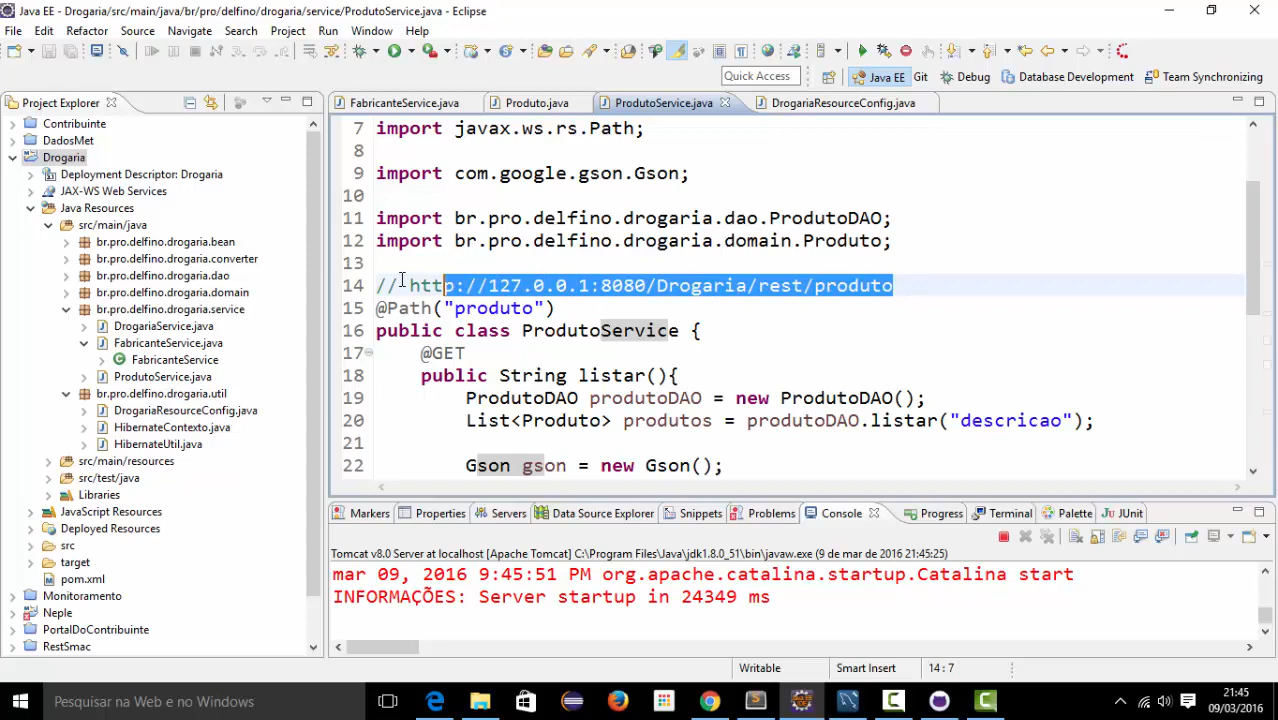 Java EE - Drogaria/src/main/java/br/pro/delfino/drogaria/service/ProdutoService.java - Eclipse
File Edit Refactor Source Navigate Search Project Run Window Help
Quick Access
Java EE Git Debug Database Development Team Synchronizing
Project Explorer
Contribuinte
DadosMet
Drogaria
Deployment Descriptor: Drogaria
JAX-WS Web Services
Java Resources
src/main/java
br.pro.delfino.drogaria.bean
br.pro.delfino.drogaria.converter
br.pro.delfino.drogaria.dao
br.pro.delfino.drogaria.domain
br.pro.delfino.drogaria.service
DrogariaService.java
FabricanteService.java
FabricanteService
ProdutoService.java
br.pro.delfino.drogaria.util
DrogariaResourceConfig.java
HibernateContexto.java
HibernateUtil.java
src/main/resources
src/test/java
Libraries
JavaScript Resources
Deployed Resources
src
target
pom.xml
Monitoramento
Neple
PortalDoContribuinte
RestSmac
FabricanteService.java Produto.java ProdutoService.java DrogariaResourceConfig.java
7 import javax.ws.rs.Path;
8
9 import com.google.gson.Gson;
10
11 import br.pro.delfino.drogaria.dao.ProdutoDAO;
12 import br.pro.delfino.drogaria.domain.Produto;
13
14 // http://127.0.0.1:8080/Drogaria/rest/produto
15 @Path("produto")
16 public class ProdutoService {
17 @GET
18 public String listar(){
19 ProdutoDAO produtoDAO = new ProdutoDAO();
20 List<Produto> produtos = produtoDAO.listar("descricao");
21
22 Gson gson = new Gson();
Markers Properties Servers Data Source Explorer Snippets Problems Console Progress Terminal Palette JUnit
Tomcat v8.0 Server at localhost [Apache Tomcat] C:\Program Files\Java\jdk1.8.0_51\bin\javaw.exe (9 de mar de 2016 21:45:25)
mar 09, 2016 9:45:51 PM org.apache.catalina.startup.Catalina start
INFORMAÇÕES: Server startup in 24349 ms
Writable Smart Insert 14:7
Pesquisar na Web e no Windows
21:45
09/03/2016